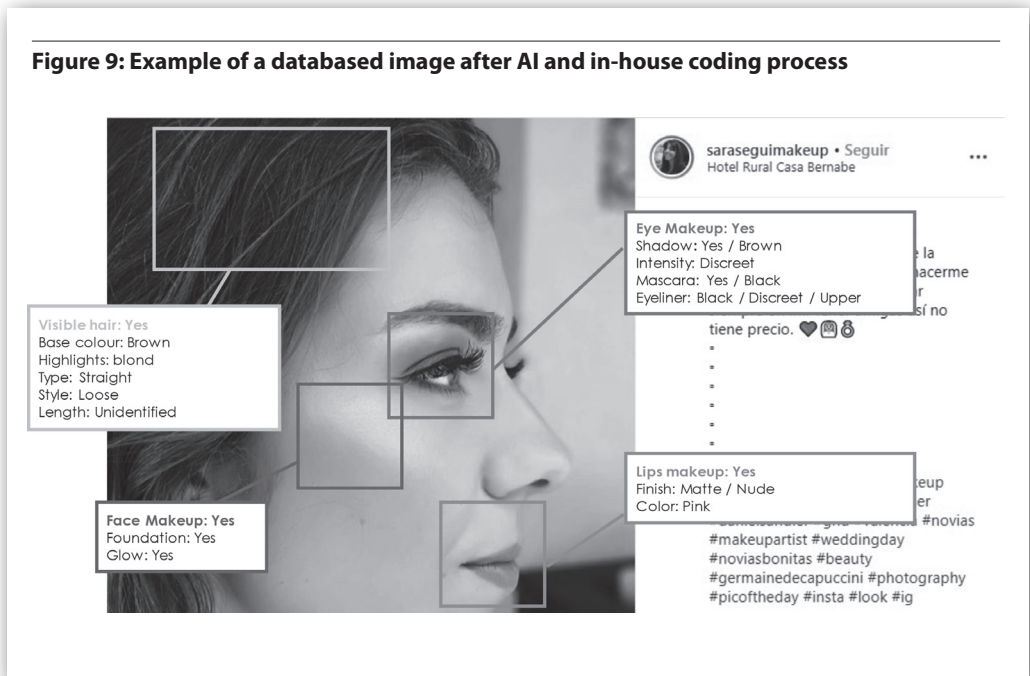 Figure 9: Example of a databased image after AI and in-house coding process
saraseguimakeup • Seguir
Hotel Rural Casa Bernabe
Eye Makeup: Yes
Shadow: Yes / Brown
Intensity: Discreet
Mascara: Yes / Black
Eyeliner: Black / Discreet / Upper
la
hacerme
sí no
tiene precio.
Visible hair: Yes
Base colour: Brown
Highlights: blond
Type: Straight
Style: Loose
Length: Unidentified
Lips makeup: Yes
Finish: Matte / Nude
Color: Pink
Face Makeup: Yes
Foundation: Yes
Glow: Yes
#novias
#makeupartist #weddingday
#noviasbonitas #beauty
#germainedecapuccini #photography
#picoftheday #insta #look #ig